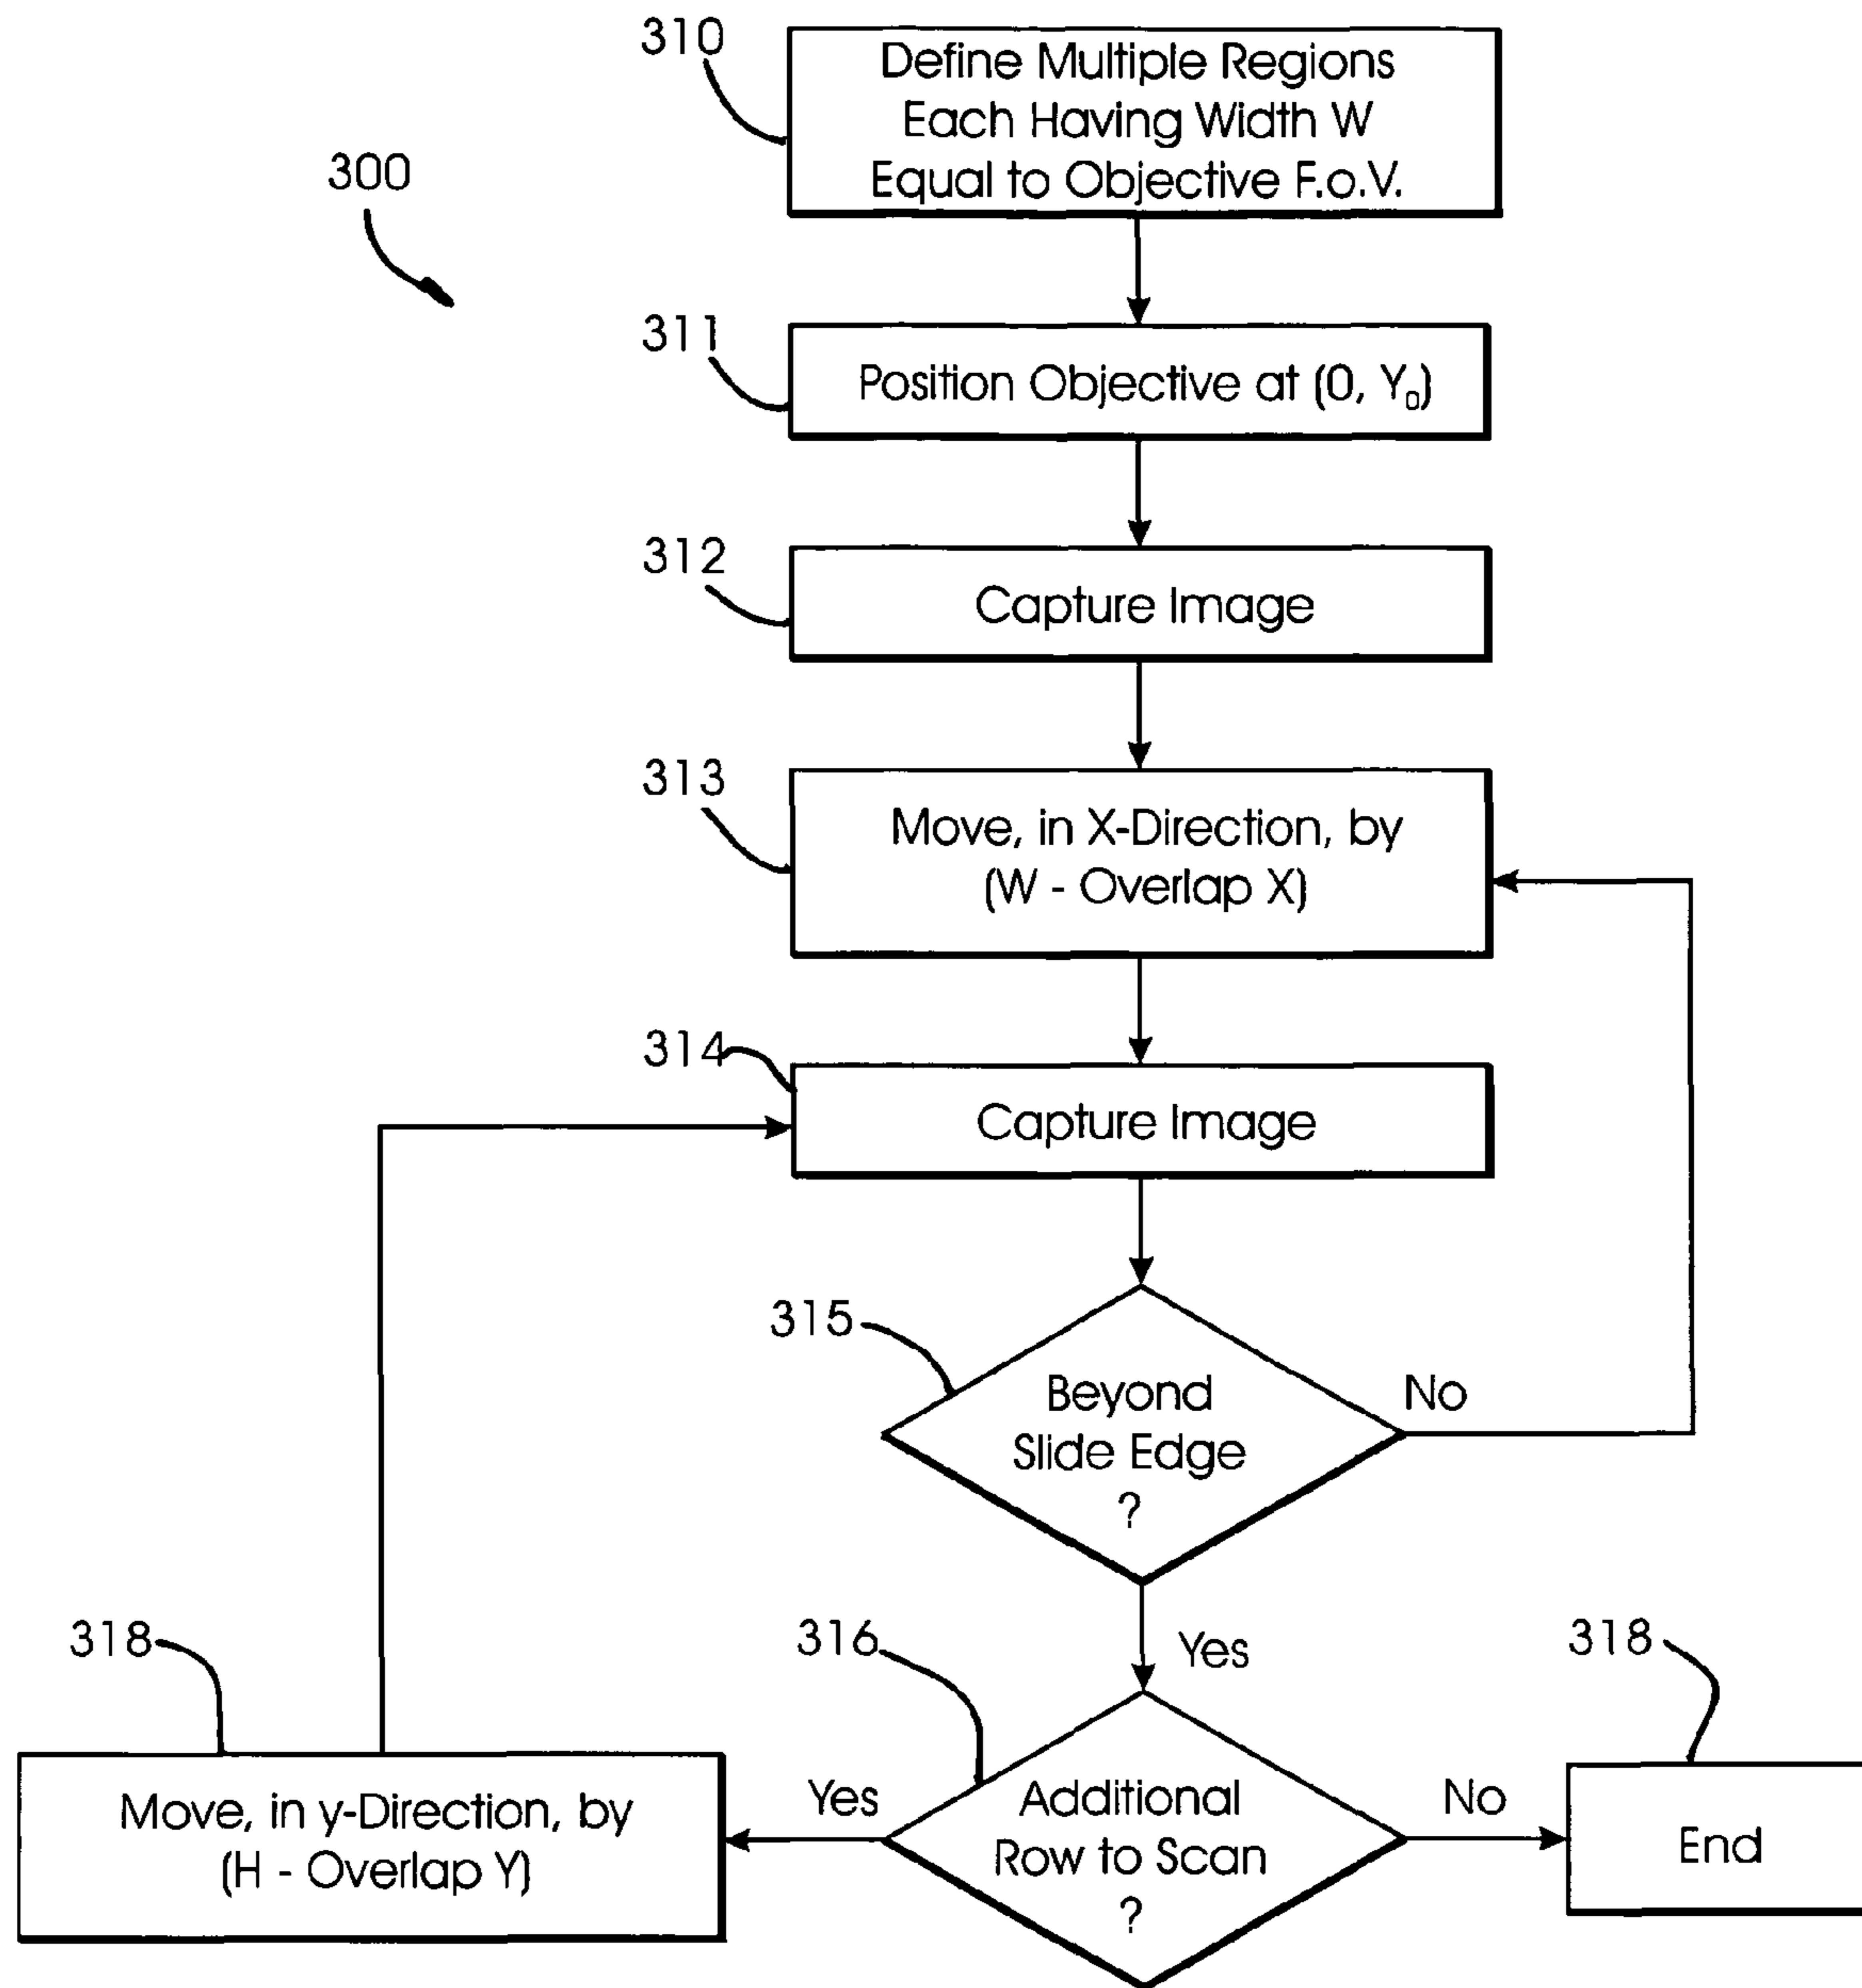 310
Define Multiple Regions
Each Having Width W
Equal to Objective F.o.V.
300
311
Position Objective at (0, Y₀)
312
Capture Image
313
Move, in X-Direction, by
(W - Overlap X)
314
Capture Image
315
Beyond
Slide Edge
?
No
Yes
318
Move, in y-Direction, by
(H - Overlap Y)
Yes
316
Additional
Row to Scan
?
No
318
End